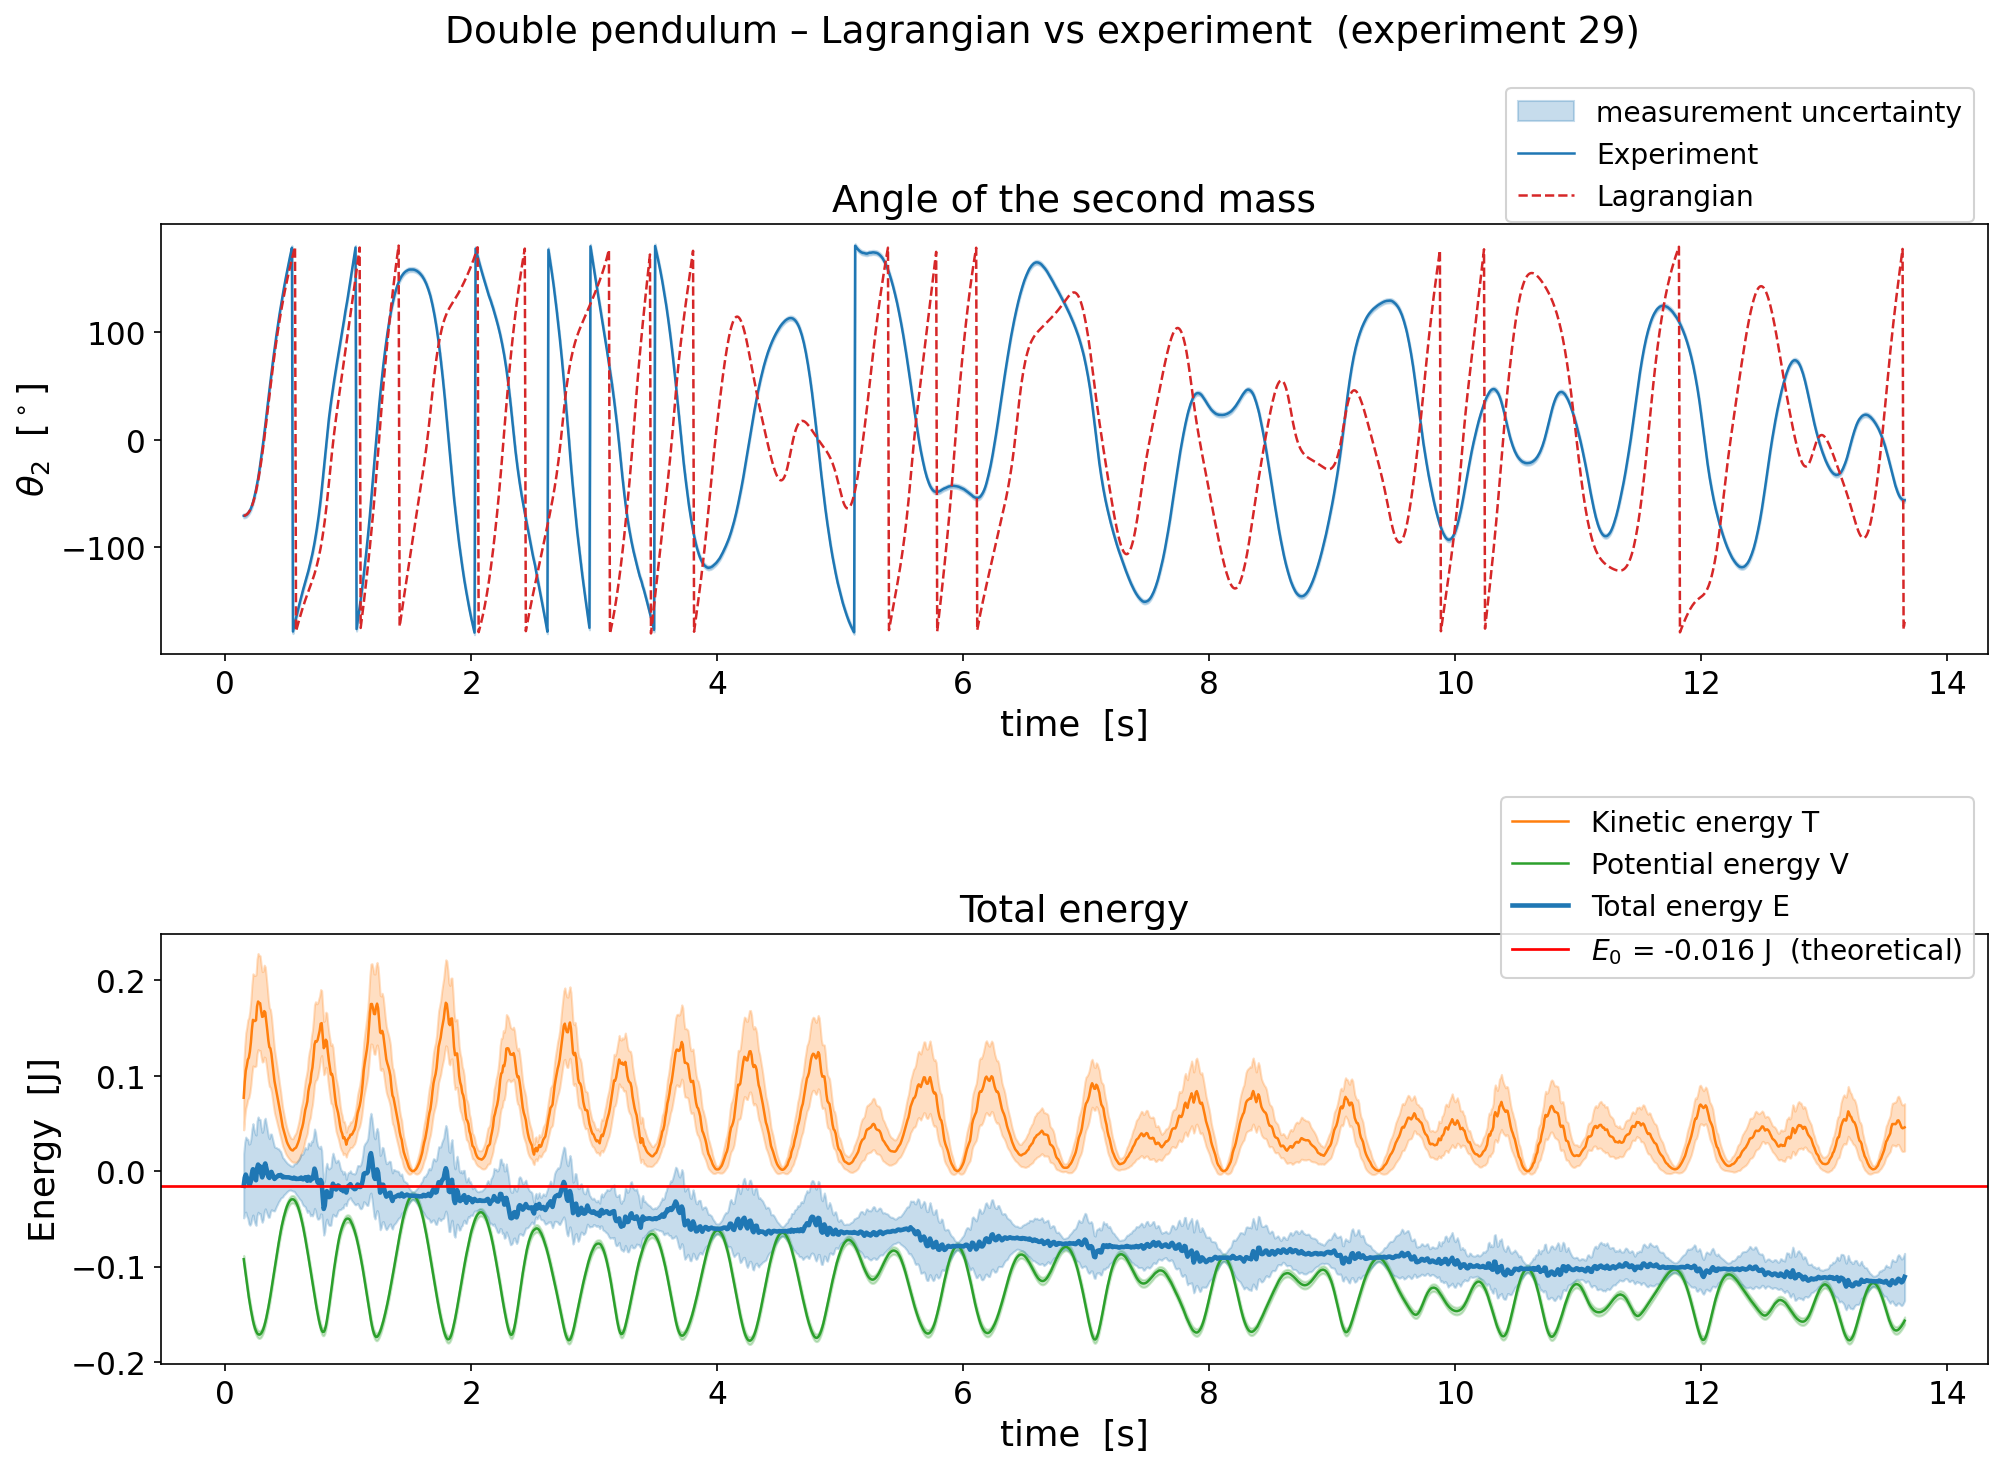 Double pendulum – Lagrangian vs experiment  (experiment 29)
measurement uncertainty
Experiment
Lagrangian
Angle of the second mass
100
0
−100
θ₂ [°]
0 2 4 6 8 10 12 14
time [s]
Kinetic energy T
Potential energy V
Total energy E
E₀ = -0.016 J  (theoretical)
Total energy
0.2
0.1
0.0
−0.1
−0.2
Energy [J]
0 2 4 6 8 10 12 14
time [s]